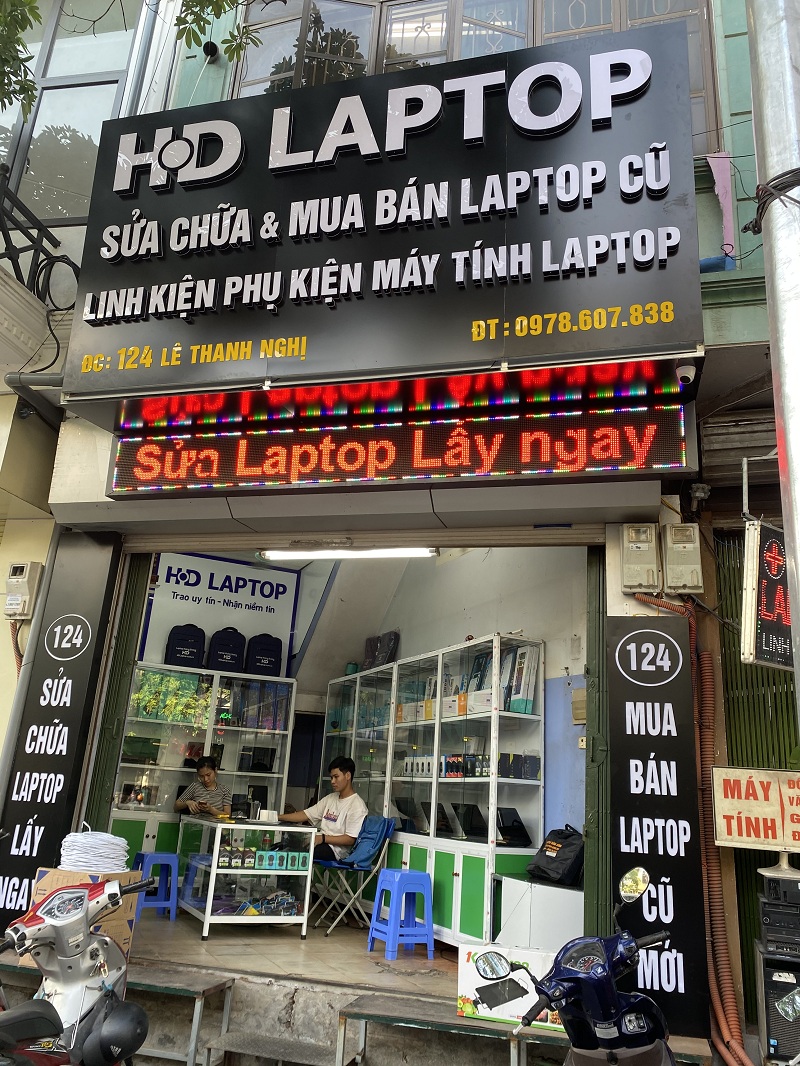 HD LAPTOP
SỬA CHỮA & MUA BÁN LAPTOP CŨ
LINH KIỆN PHỤ KIỆN MÁY TÍNH LAPTOP
ĐC: 124 LÊ THANH NGHỊ
ĐT: 0978.607.838
Sửa Laptop Lấy ngay
HD LAPTOP
Trao uy tín - Nhận niềm tin
124
SỬA
CHỮA
LAPTOP
LẤY
NGA
124
MUA
BÁN
LAPTOP
CŨ
MỚI
LINH
MÁY
TÍNH